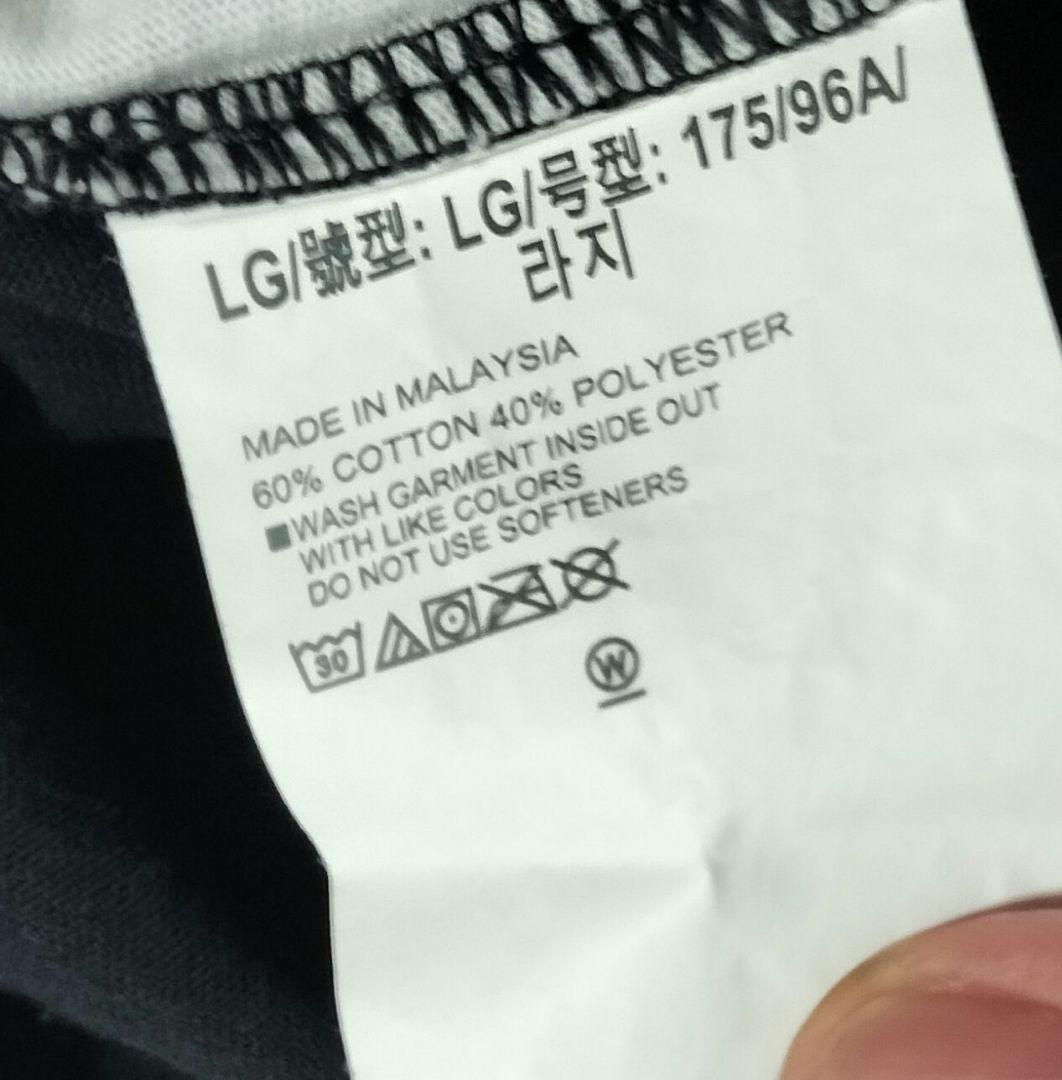 LG/號型: LG/号型: 175/96A/
라지
MADE IN MALAYSIA
60% COTTON 40% POLYESTER
■WASH GARMENT INSIDE OUT
WITH LIKE COLORS
DO NOT USE SOFTENERS
30
W